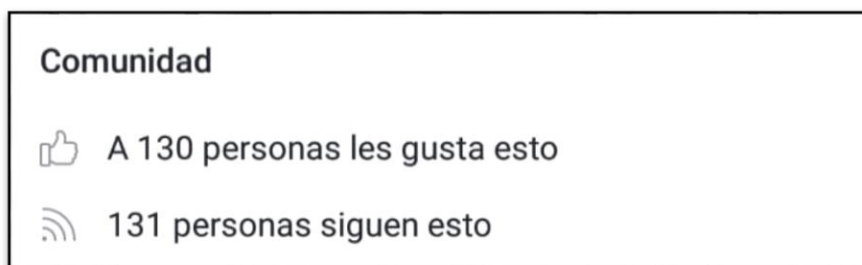 Comunidad
A 130 personas les gusta esto
131 personas siguen esto